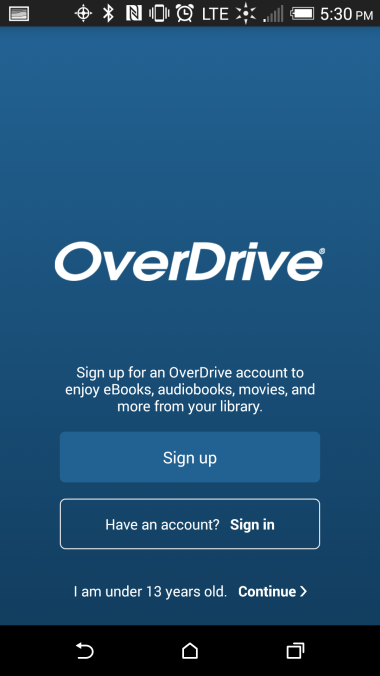 LTE 5:30 PM
OverDrive®
Sign up for an OverDrive account to
enjoy eBooks, audiobooks, movies, and
more from your library.
Sign up
Have an account? Sign in
I am under 13 years old. Continue >